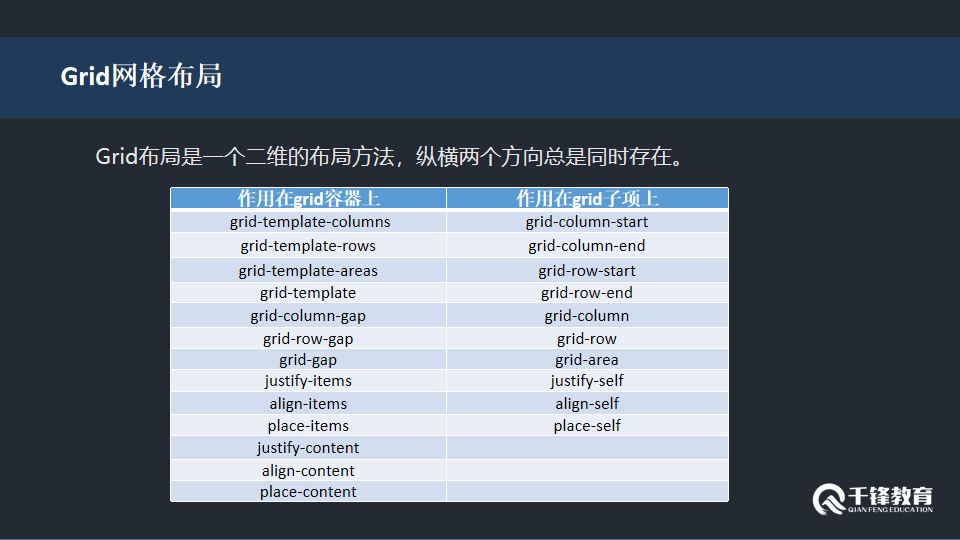 Grid网格布局
Grid布局是一个二维的布局方法，纵横两个方向总是同时存在。
作用在grid容器上 作用在grid子项上
grid-template-columns grid-column-start
grid-template-rows grid-column-end
grid-template-areas grid-row-start
grid-template grid-row-end
grid-column-gap grid-column
grid-row-gap grid-row
grid-gap grid-area
justify-items justify-self
align-items align-self
place-items place-self
justify-content
align-content
place-content
千锋教育
QIAN FENG EDUCATION